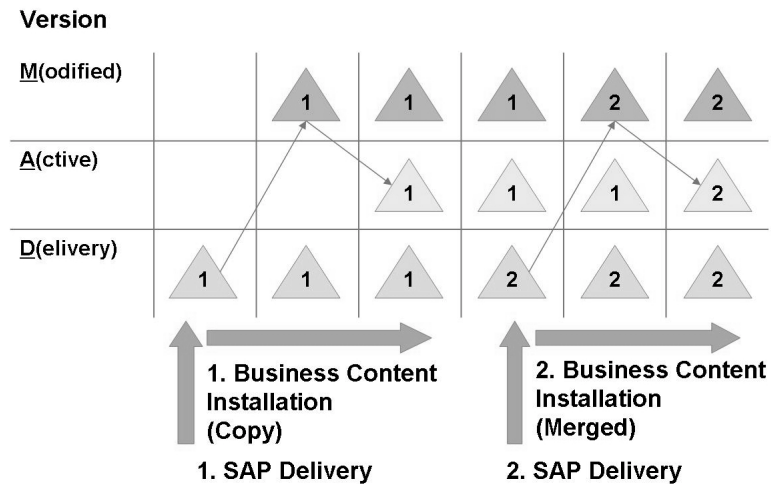 Version
M(odified)
1 1 1 2 2
A(ctive)
1 1 1 2
D(elivery)
1 1 1 2 2 2
1. Business Content
Installation
(Copy)
2. Business Content
Installation
(Merged)
1. SAP Delivery
2. SAP Delivery